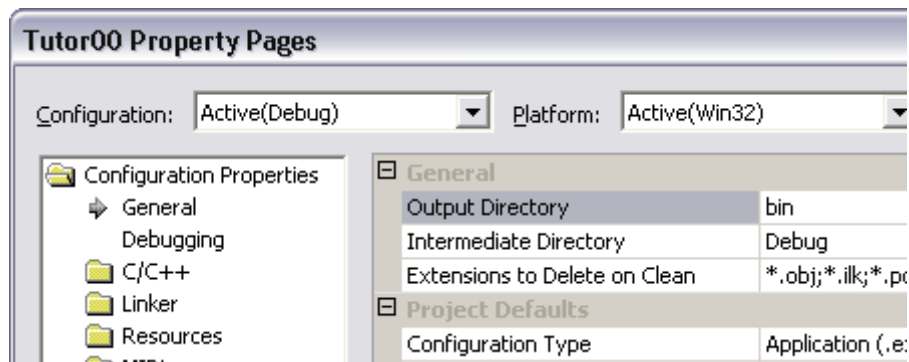 Tutor00 Property Pages
Configuration: Active(Debug) Platform: Active(Win32)
Configuration Properties
General
Debugging
C/C++
Linker
Resources
General
Output Directory bin
Intermediate Directory Debug
Extensions to Delete on Clean *.obj;*.ilk;
Project Defaults
Configuration Type Application